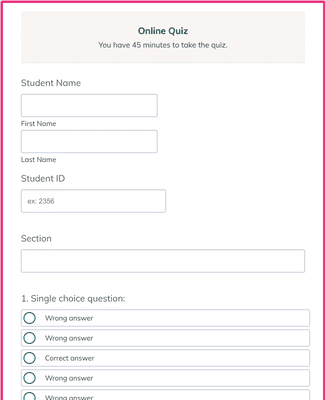 Online Quiz
You have 45 minutes to take the quiz.
Student Name
First Name
Last Name
Student ID
ex: 2356
Section
1. Single choice question:
Wrong answer
Wrong answer
Correct answer
Wrong answer
Wrong answer